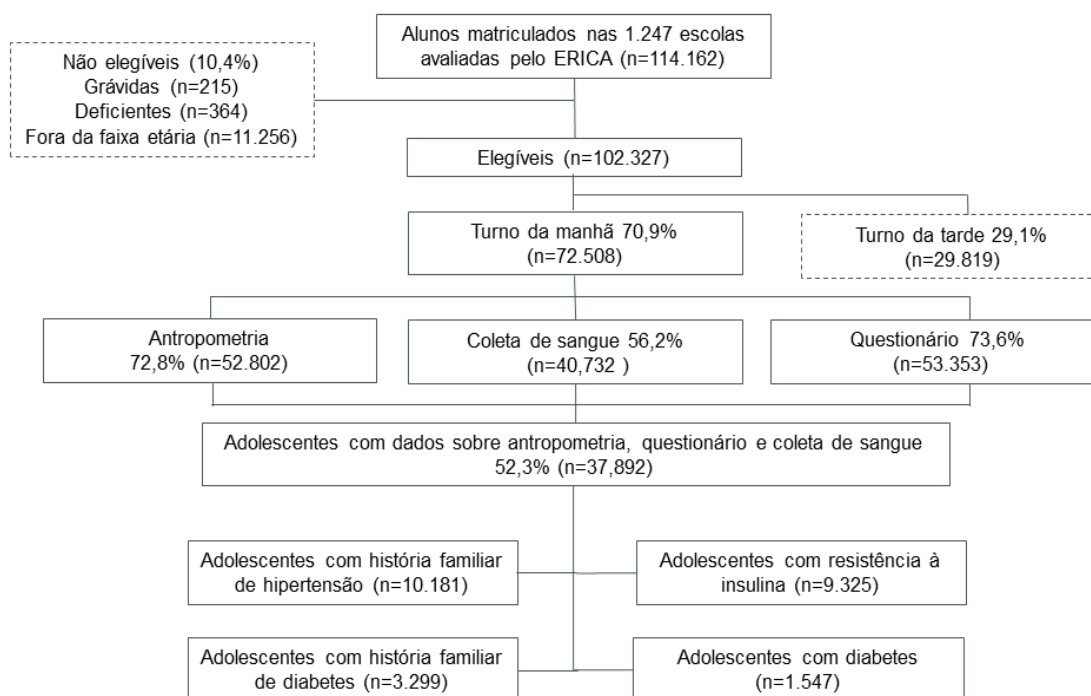 Alunos matriculados nas 1.247 escolas
avaliadas pelo ERICA (n=114.162)
Não elegíveis (10,4%)
Grávidas (n=215)
Deficientes (n=364)
Fora da faixa etária (n=11.256)
Elegíveis (n=102.327)
Turno da manhã 70,9%
(n=72.508)
Turno da tarde 29,1%
(n=29.819)
Antropometria
72,8% (n=52.802)
Coleta de sangue 56,2%
(n=40,732 )
Questionário 73,6%
(n=53.353)
Adolescentes com dados sobre antropometria, questionário e coleta de sangue
52,3% (n=37,892)
Adolescentes com história familiar
de hipertensão (n=10.181)
Adolescentes com resistência à
insulina (n=9.325)
Adolescentes com história familiar
de diabetes (n=3.299)
Adolescentes com diabetes
(n=1.547)